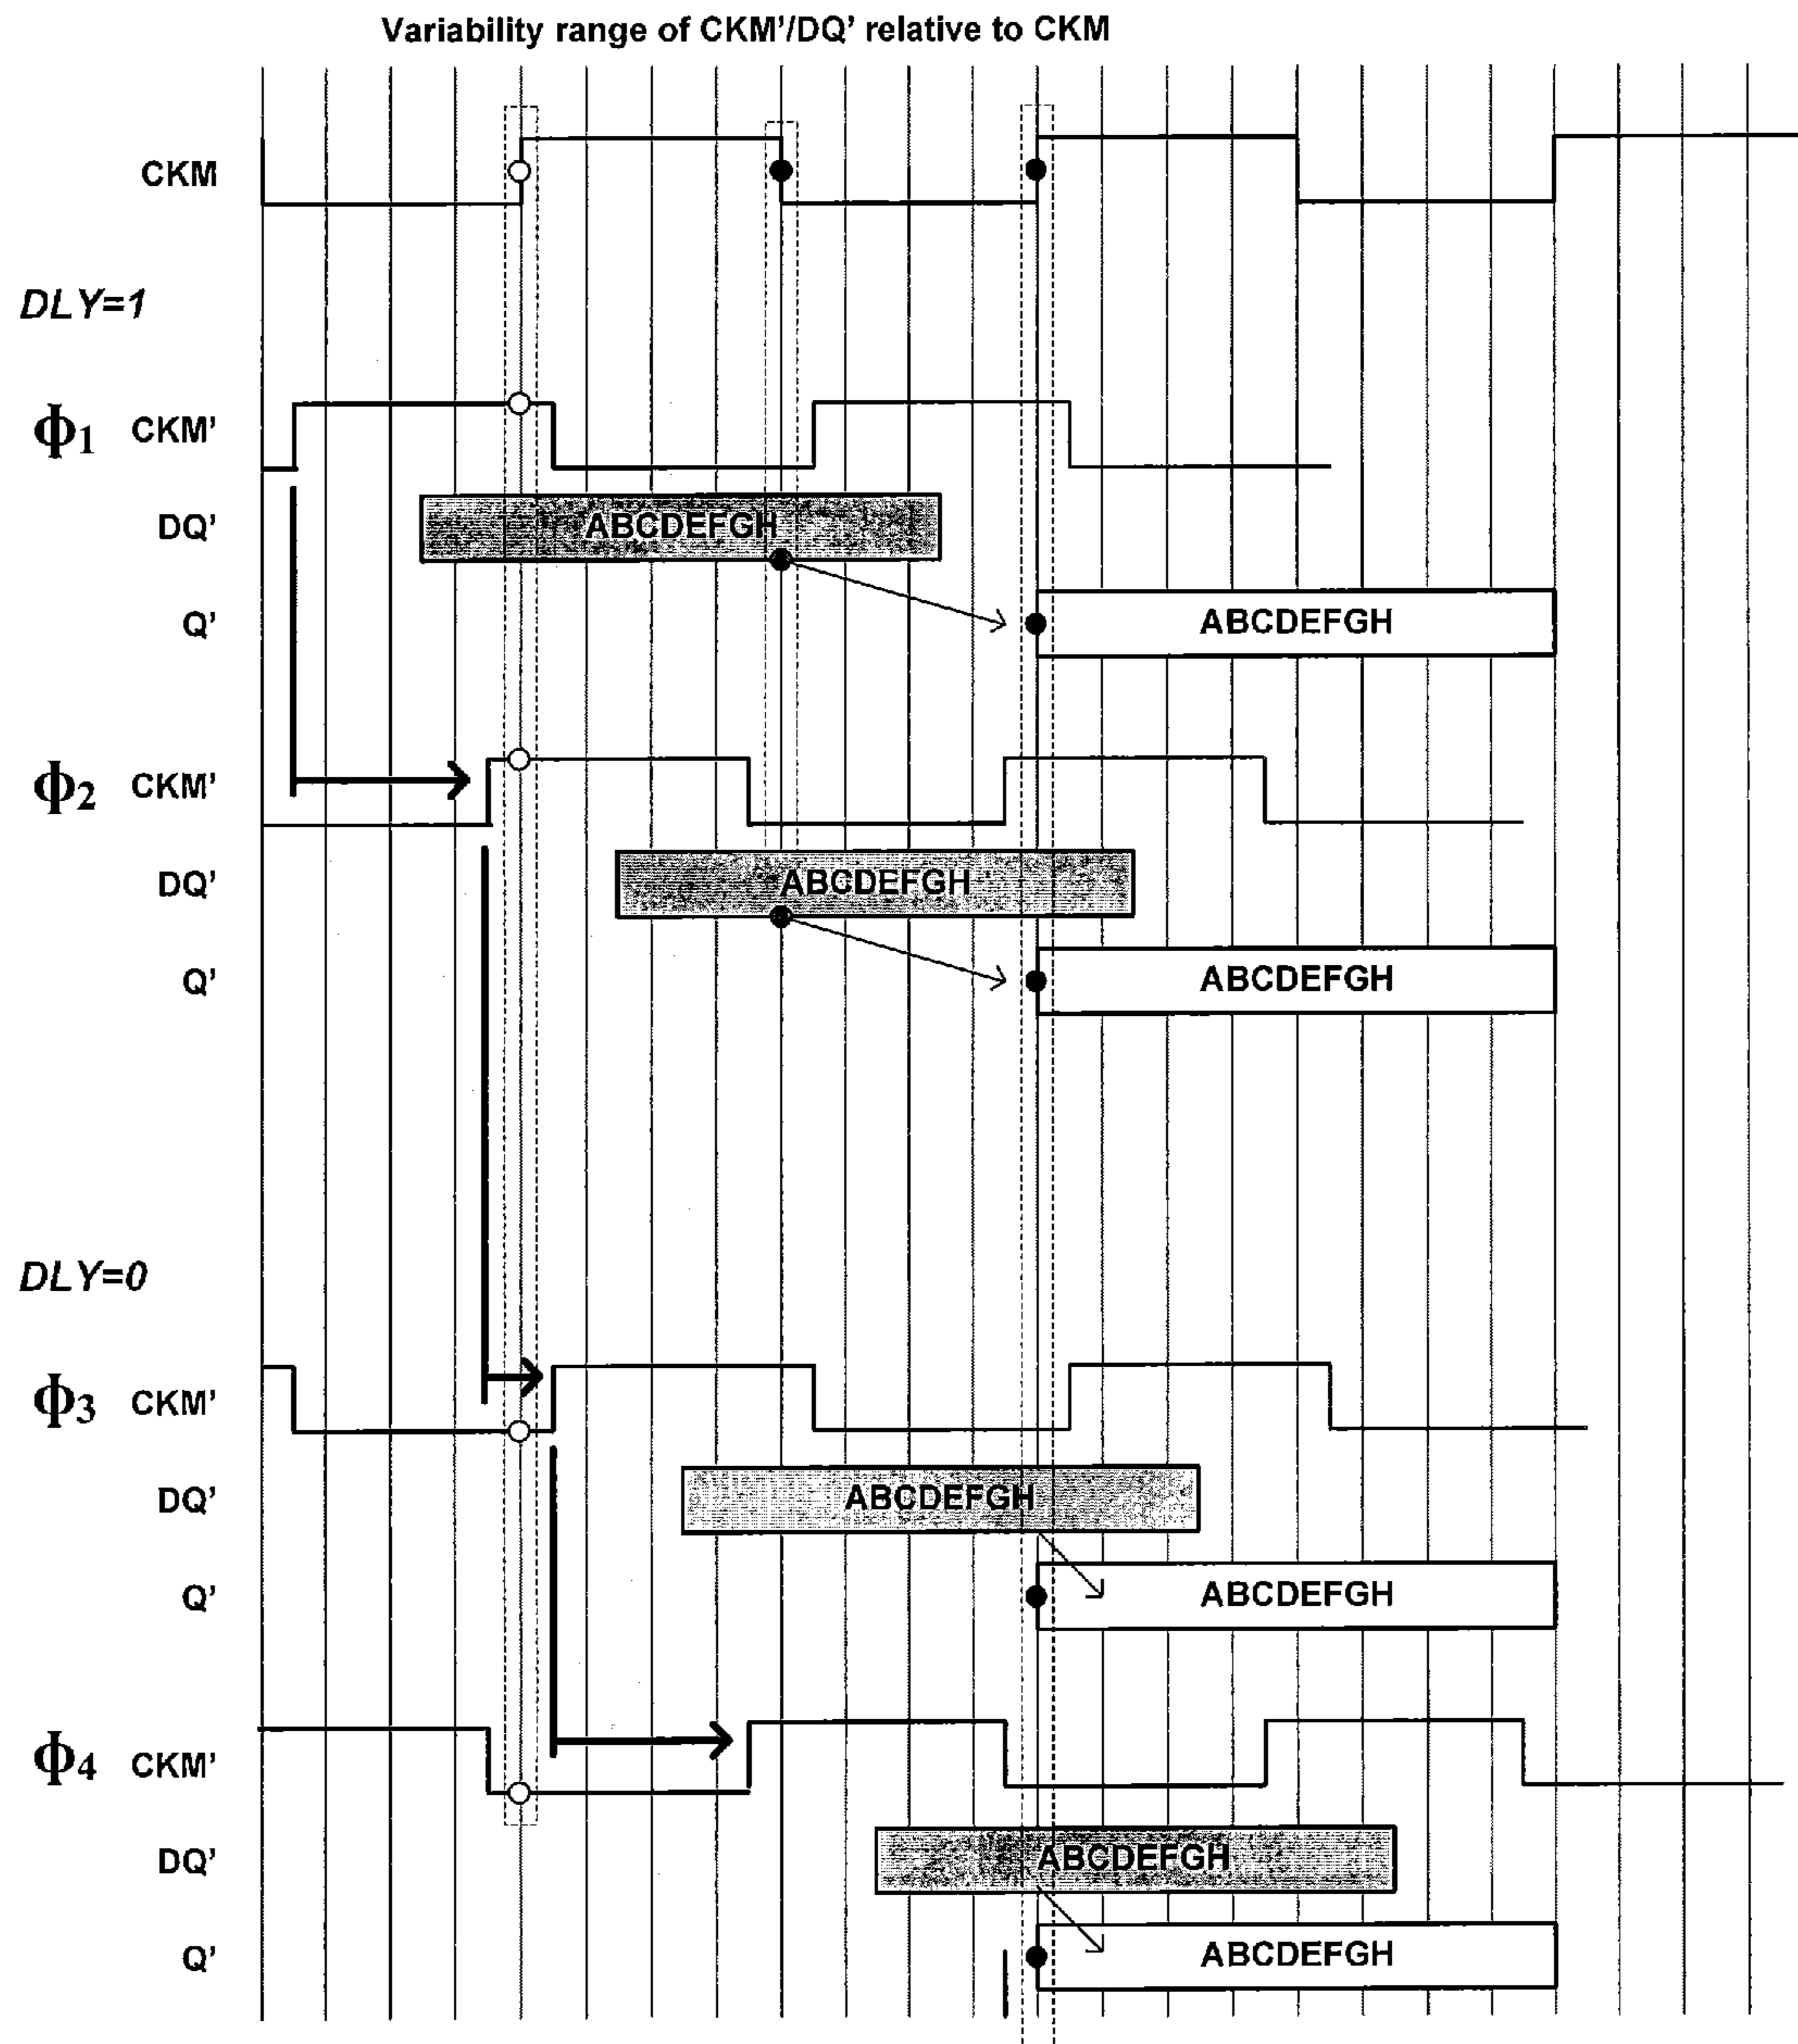 Variability range of CKM’/DQ’ relative to CKM
CKM
DLY=1
Φ1 CKM’
DQ’ ABCDEFGH
Q’ ABCDEFGH
Φ2 CKM’
DQ’ ABCDEFGH
Q’ ABCDEFGH
DLY=0
Φ3 CKM’
DQ’ ABCDEFGH
Q’ ABCDEFGH
Φ4 CKM’
DQ’ ABCDEFGH
Q’ ABCDEFGH